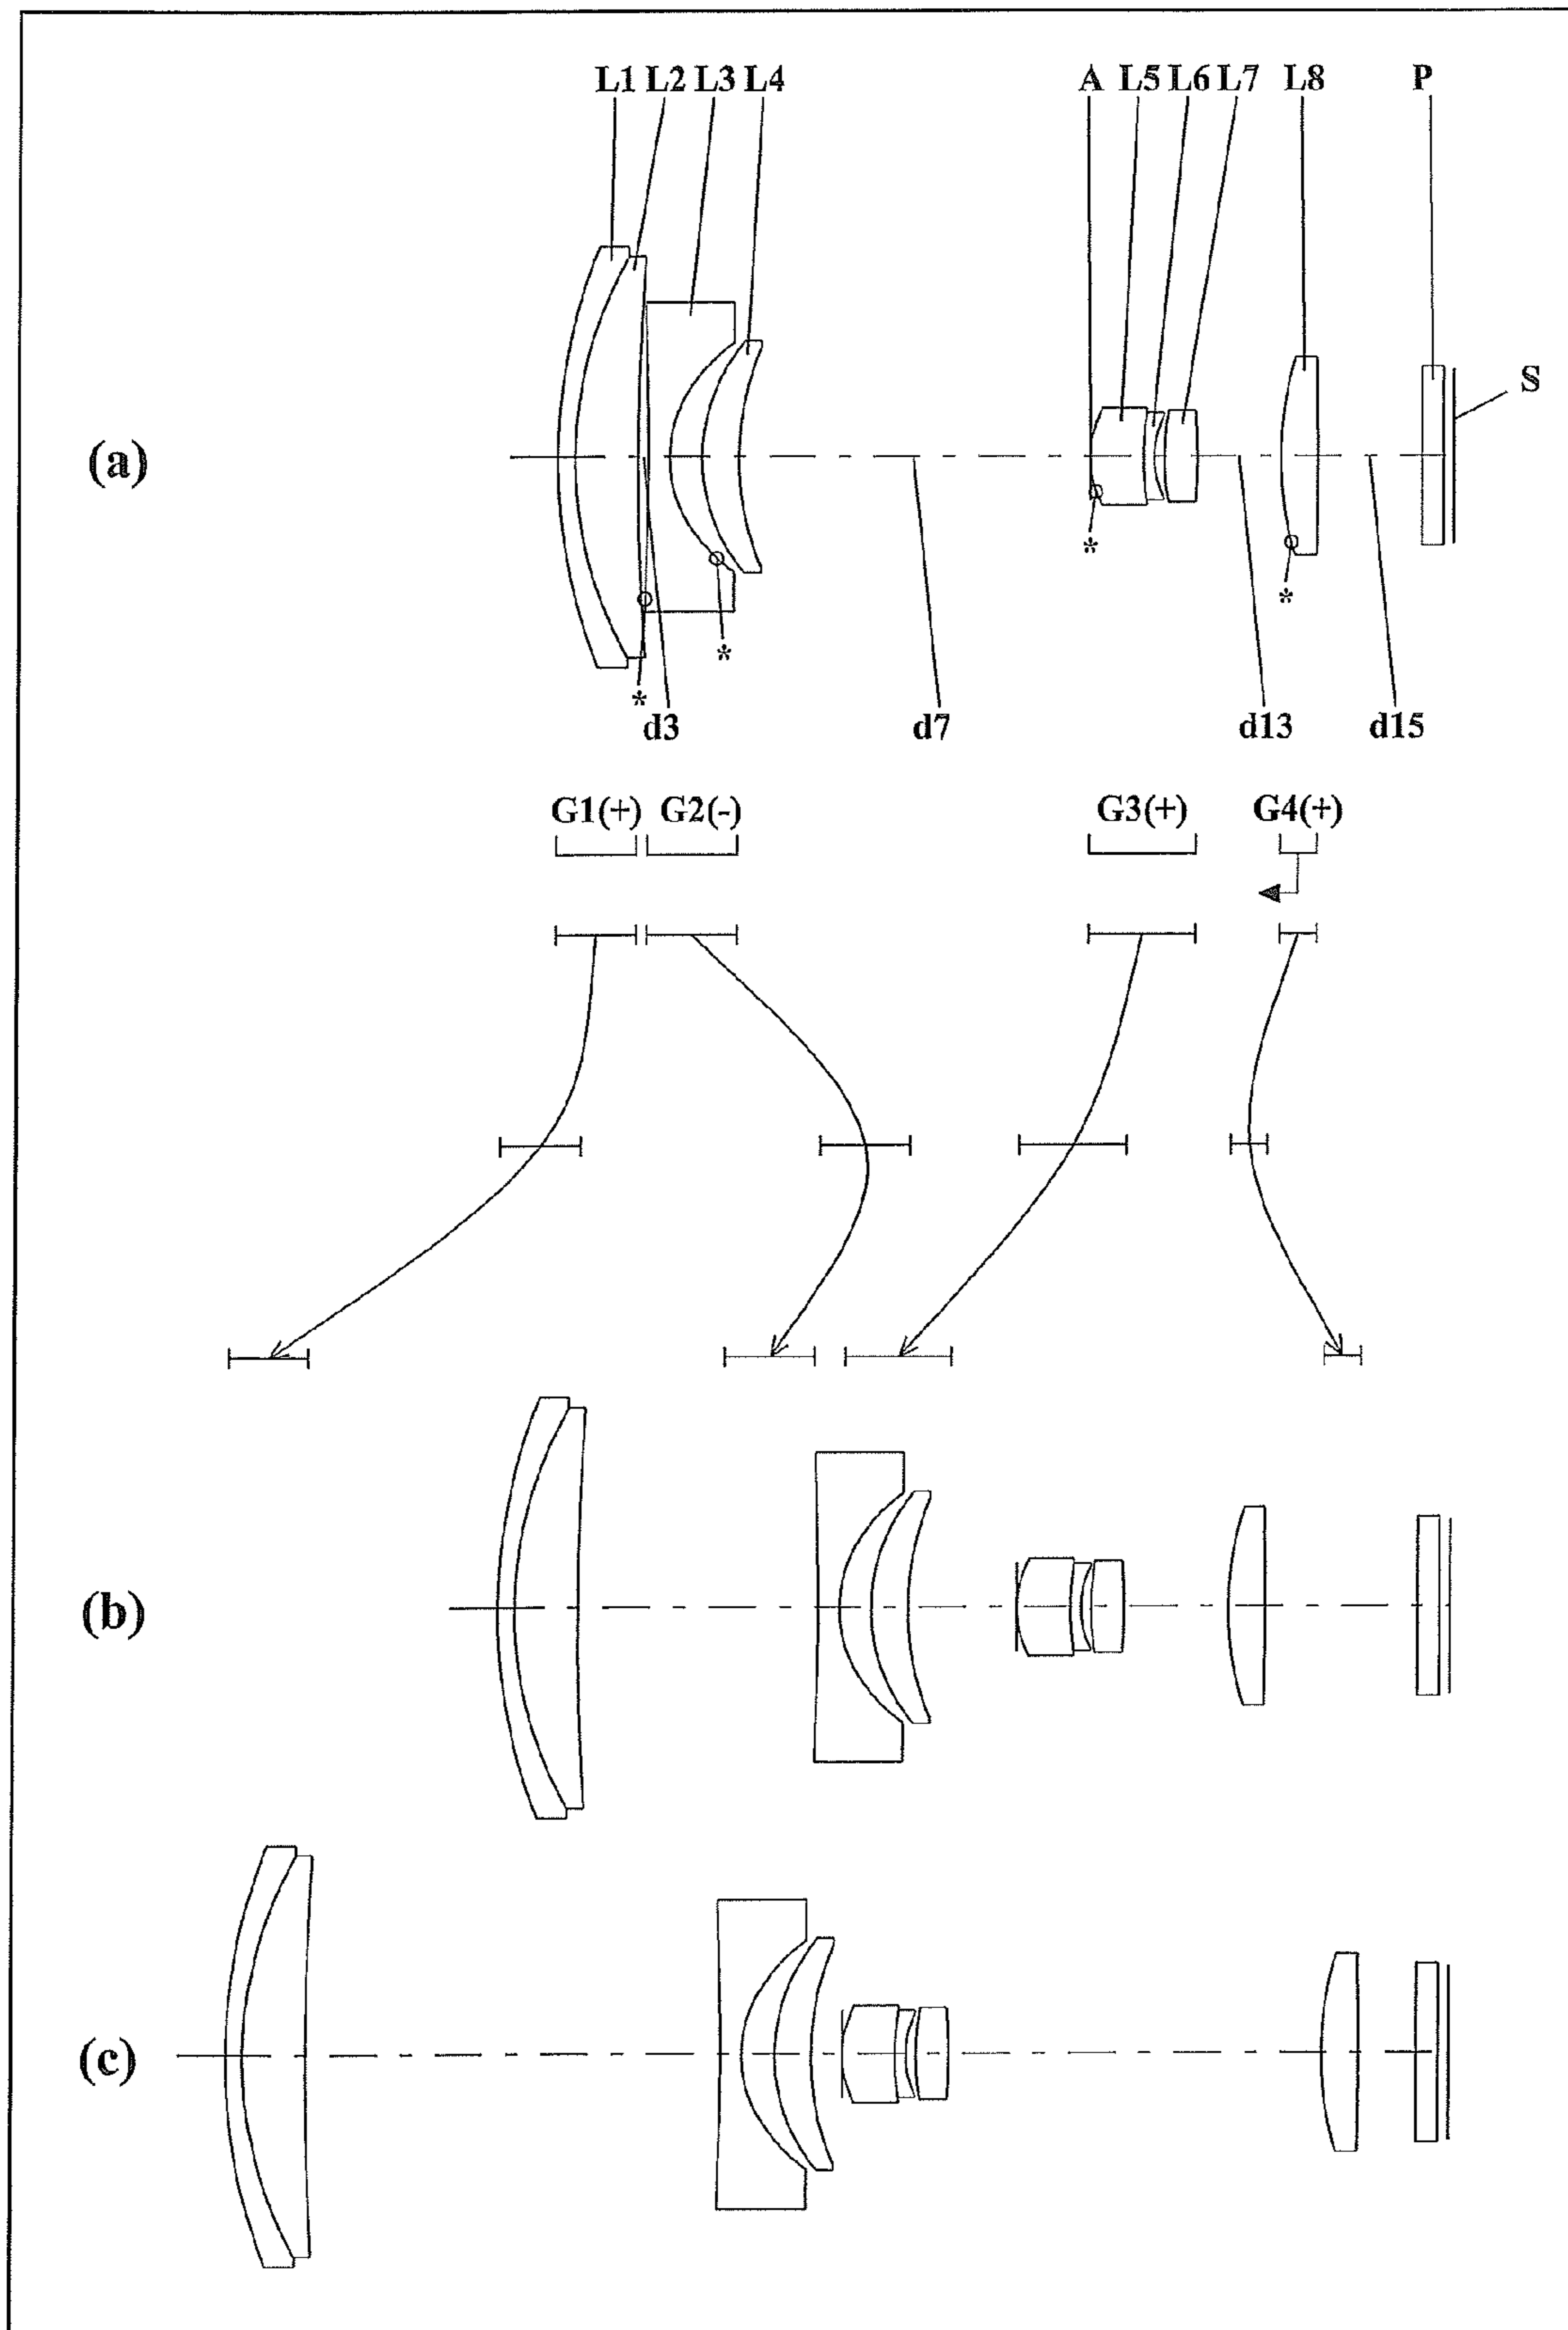 L1 L2 L3 L4 A L5 L6 L7 L8 P
S
(a)
*
*
*
*
d3 d7 d13 d15
G1(+) G2(-) G3(+) G4(+)
(b)
(c)